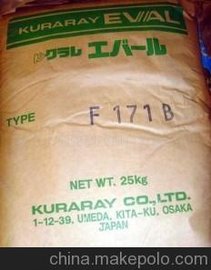 KURARAY EVAL
クラレ エバール
TYPE F 171 B
NET WT. 25kg
KURARAY CO., LTD.
1-12-39, UMEDA, KITA-KU, OSAKA
JAPAN
china.makepolo.com